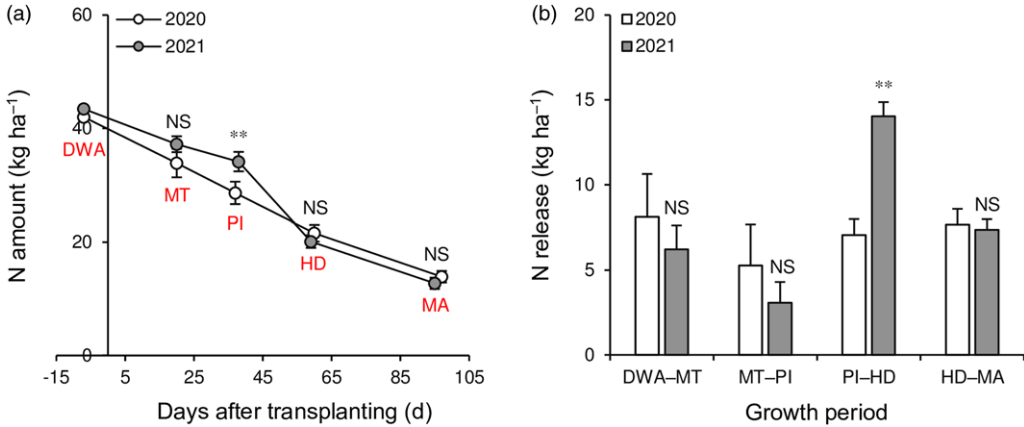 (a)
60
2020
2021
NS
**
40
DWA
MT
PI
NS
20
HD
NS
MA
0
-15 5 25 45 65 85 105
N amount (kg ha⁻¹)
Days after transplanting (d)
(b)
20
2020
2021
**
15
10
NS
NS
NS
5
0
DWA–MT MT–PI PI–HD HD–MA
N release (kg ha⁻¹)
Growth period